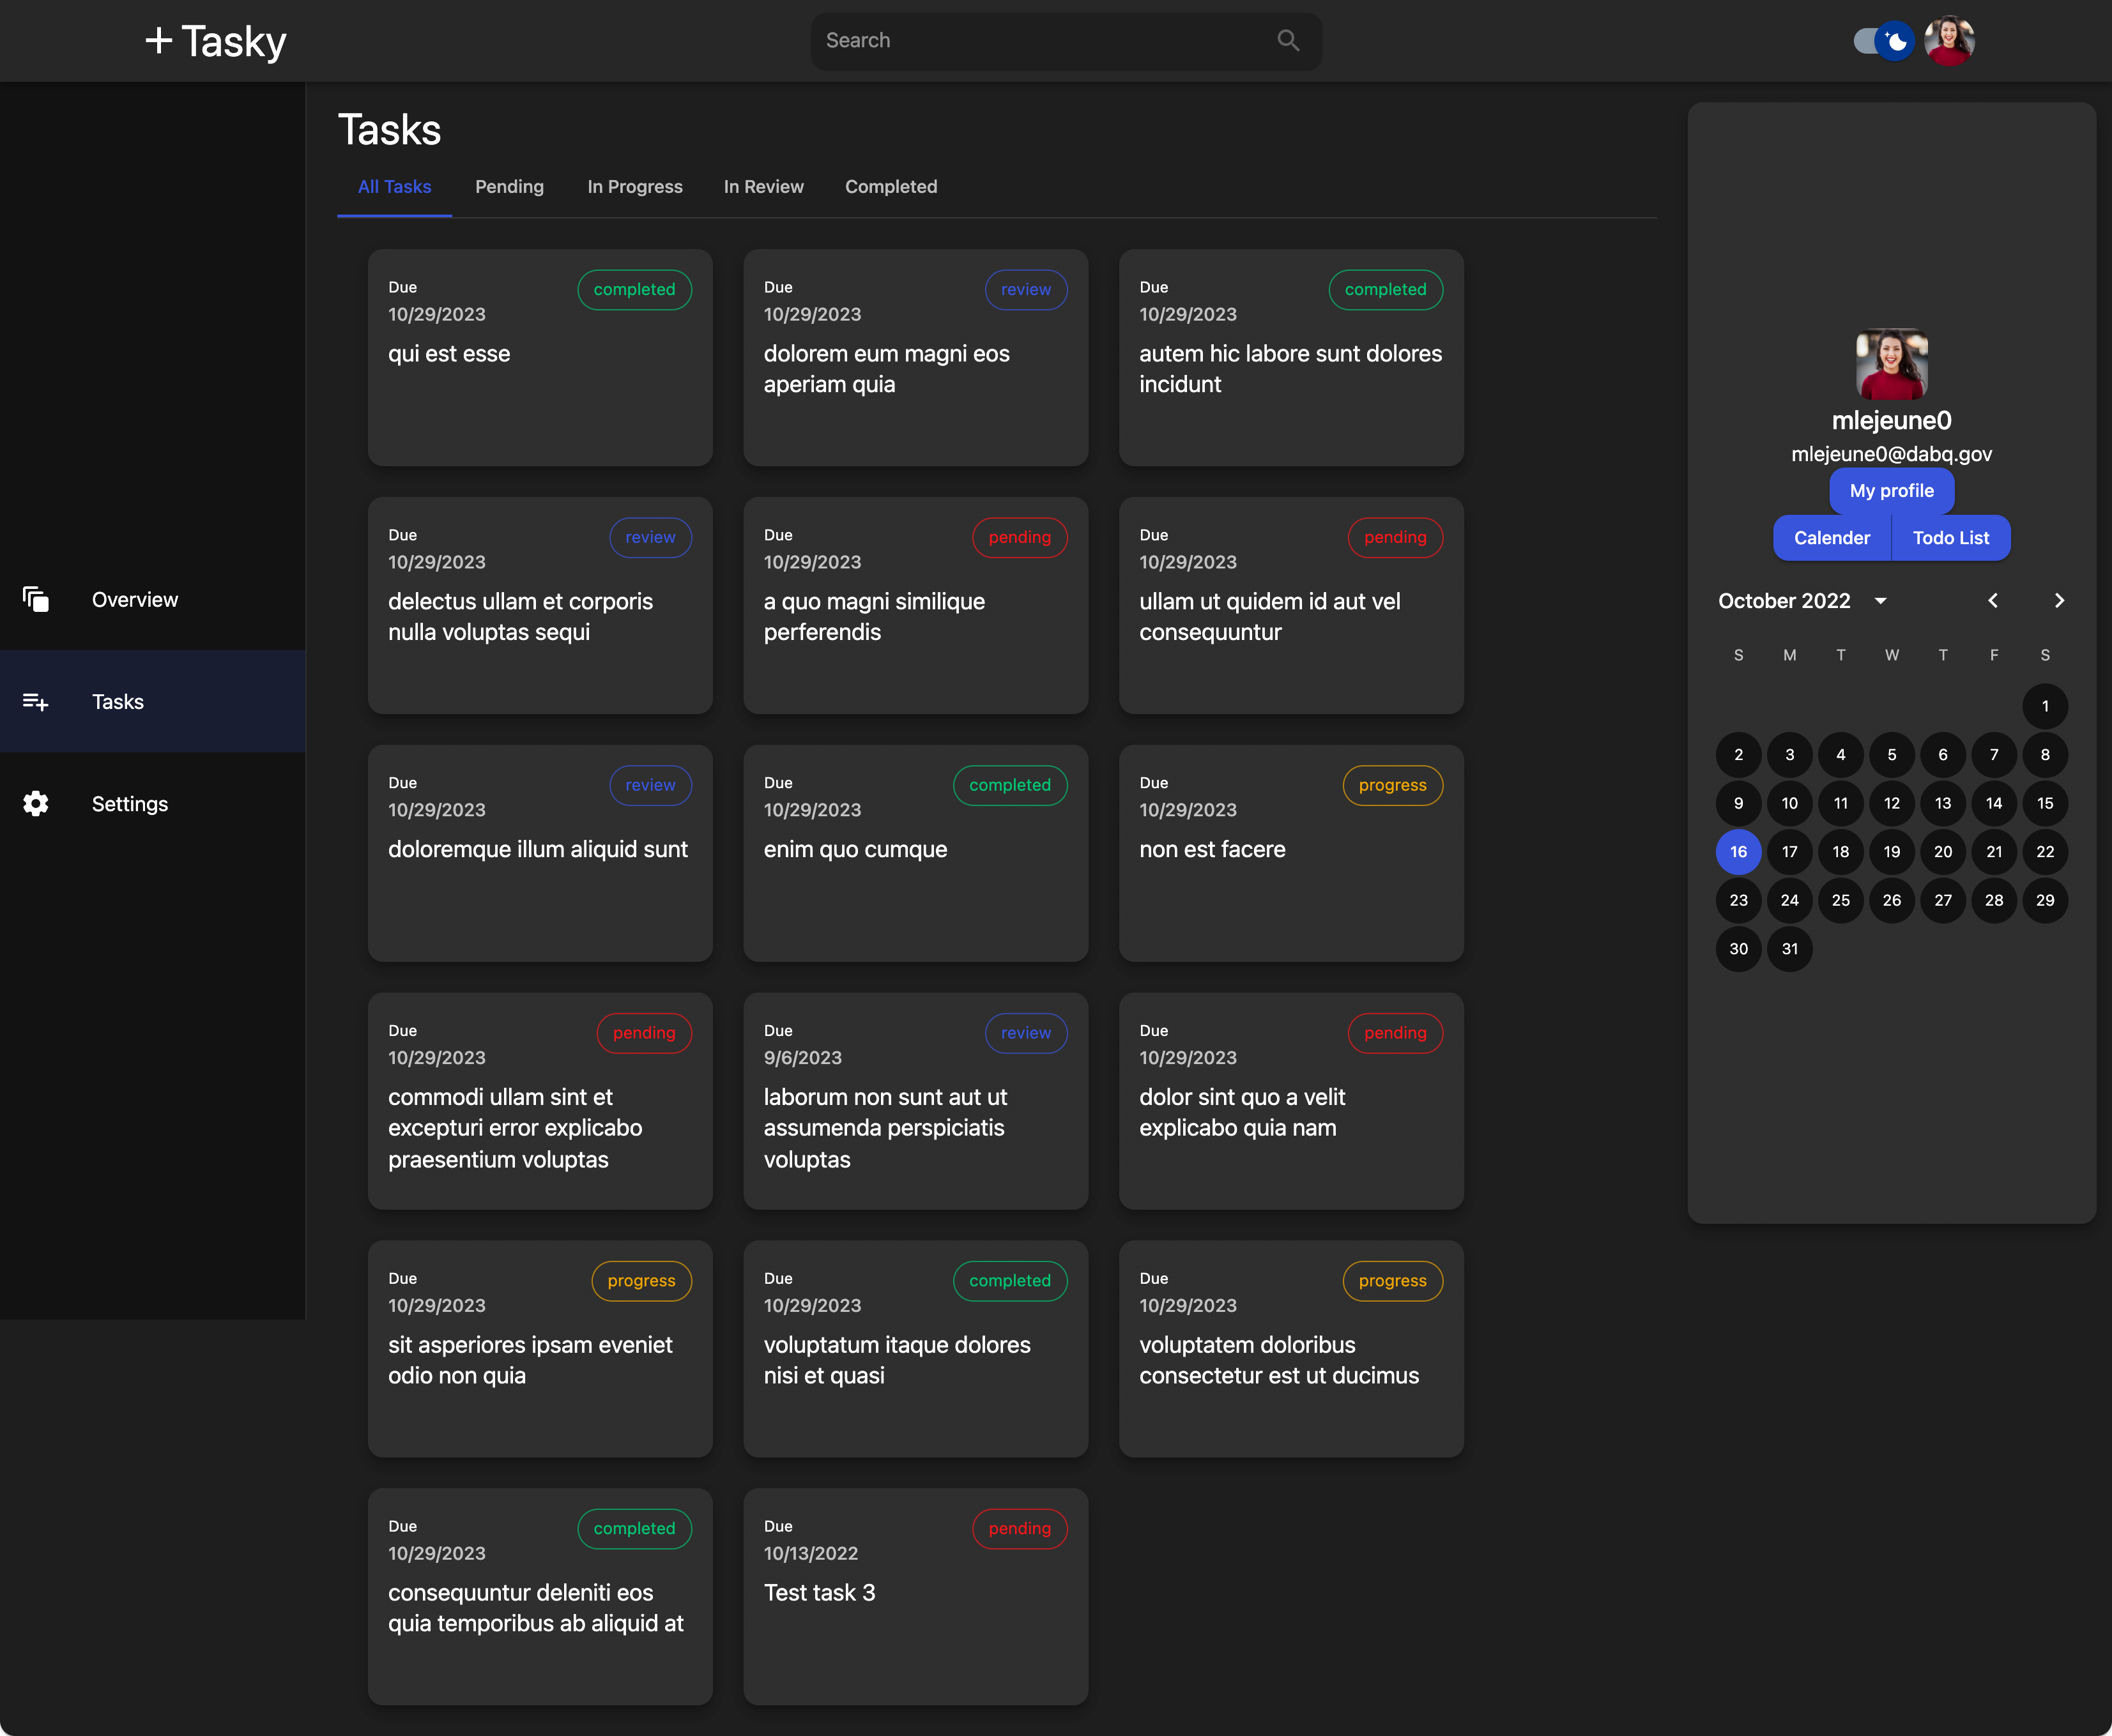 + Tasky
Search
Overview
Tasks
Settings
Tasks
All Tasks
Pending
In Progress
In Review
Completed
Due
completed
10/29/2023
qui est esse
Due
review
10/29/2023
dolorem eum magni eos
aperiam quia
Due
completed
10/29/2023
autem hic labore sunt dolores
incidunt
Due
review
10/29/2023
delectus ullam et corporis
nulla voluptas sequi
Due
pending
10/29/2023
a quo magni similique
perferendis
Due
pending
10/29/2023
ullam ut quidem id aut vel
consequuntur
Due
review
10/29/2023
doloremque illum aliquid sunt
Due
completed
10/29/2023
enim quo cumque
Due
progress
10/29/2023
non est facere
Due
pending
10/29/2023
commodi ullam sint et
excepturi error explicabo
praesentium voluptas
Due
review
9/6/2023
laborum non sunt aut ut
assumenda perspiciatis
voluptas
Due
pending
10/29/2023
dolor sint quo a velit
explicabo quia nam
Due
progress
10/29/2023
sit asperiores ipsam eveniet
odio non quia
Due
completed
10/29/2023
voluptatum itaque dolores
nisi et quasi
Due
progress
10/29/2023
voluptatem doloribus
consectetur est ut ducimus
Due
completed
10/29/2023
consequuntur deleniti eos
quia temporibus ab aliquid at
Due
pending
10/13/2022
Test task 3
mlejeune0
mlejeune0@dabq.gov
My profile
Calender
Todo List
October 2022
S M T W T F S
1
2 3 4 5 6 7 8
9 10 11 12 13 14 15
16 17 18 19 20 21 22
23 24 25 26 27 28 29
30 31